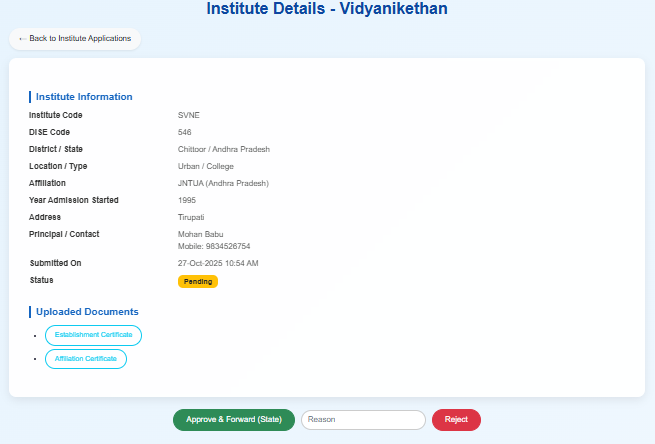 Institute Details - Vidyanikethan
← Back to Institute Applications
Institute Information
Institute Code SVNE
DISE Code 546
District / State Chittoor / Andhra Pradesh
Location / Type Urban / College
Affiliation JNTUA (Andhra Pradesh)
Year Admission Started 1995
Address Tirupati
Principal / Contact Mohan Babu
Mobile: 9834526754
Submitted On 27-Oct-2025 10:54 AM
Status Pending
Uploaded Documents
• Establishment Certificate
• Affiliation Certificate
Approve & Forward (State) Reason Reject